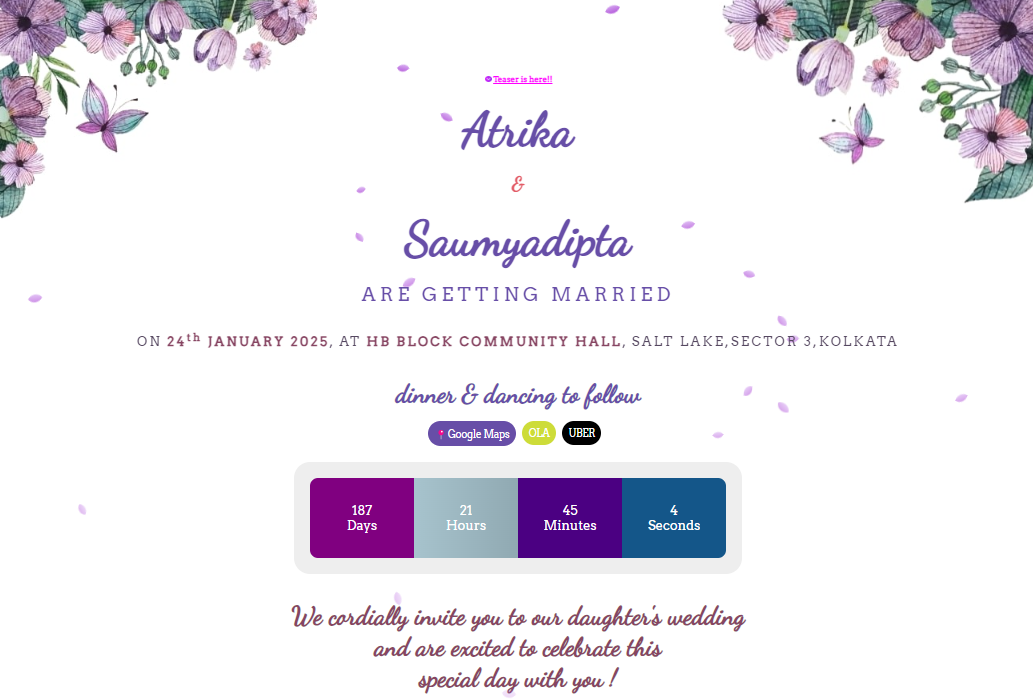 Teaser is here!!
Atrika
&
Saumyadipta
ARE GETTING MARRIED
ON 24th JANUARY 2025, AT HB BLOCK COMMUNITY HALL, SALT LAKE,SECTOR 3,KOLKATA
dinner & dancing to follow
Google Maps OLA UBER
187 21 45 4
Days Hours Minutes Seconds
We cordially invite you to our daughter's wedding
and are excited to celebrate this
special day with you !